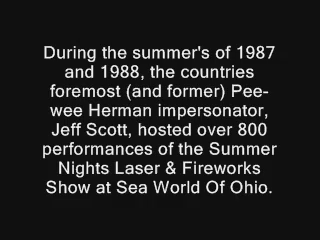 During the summer's of 1987
and 1988, the countries
foremost (and former) Pee-
wee Herman impersonator,
Jeff Scott, hosted over 800
performances of the Summer
Nights Laser & Fireworks
Show at Sea World Of Ohio.